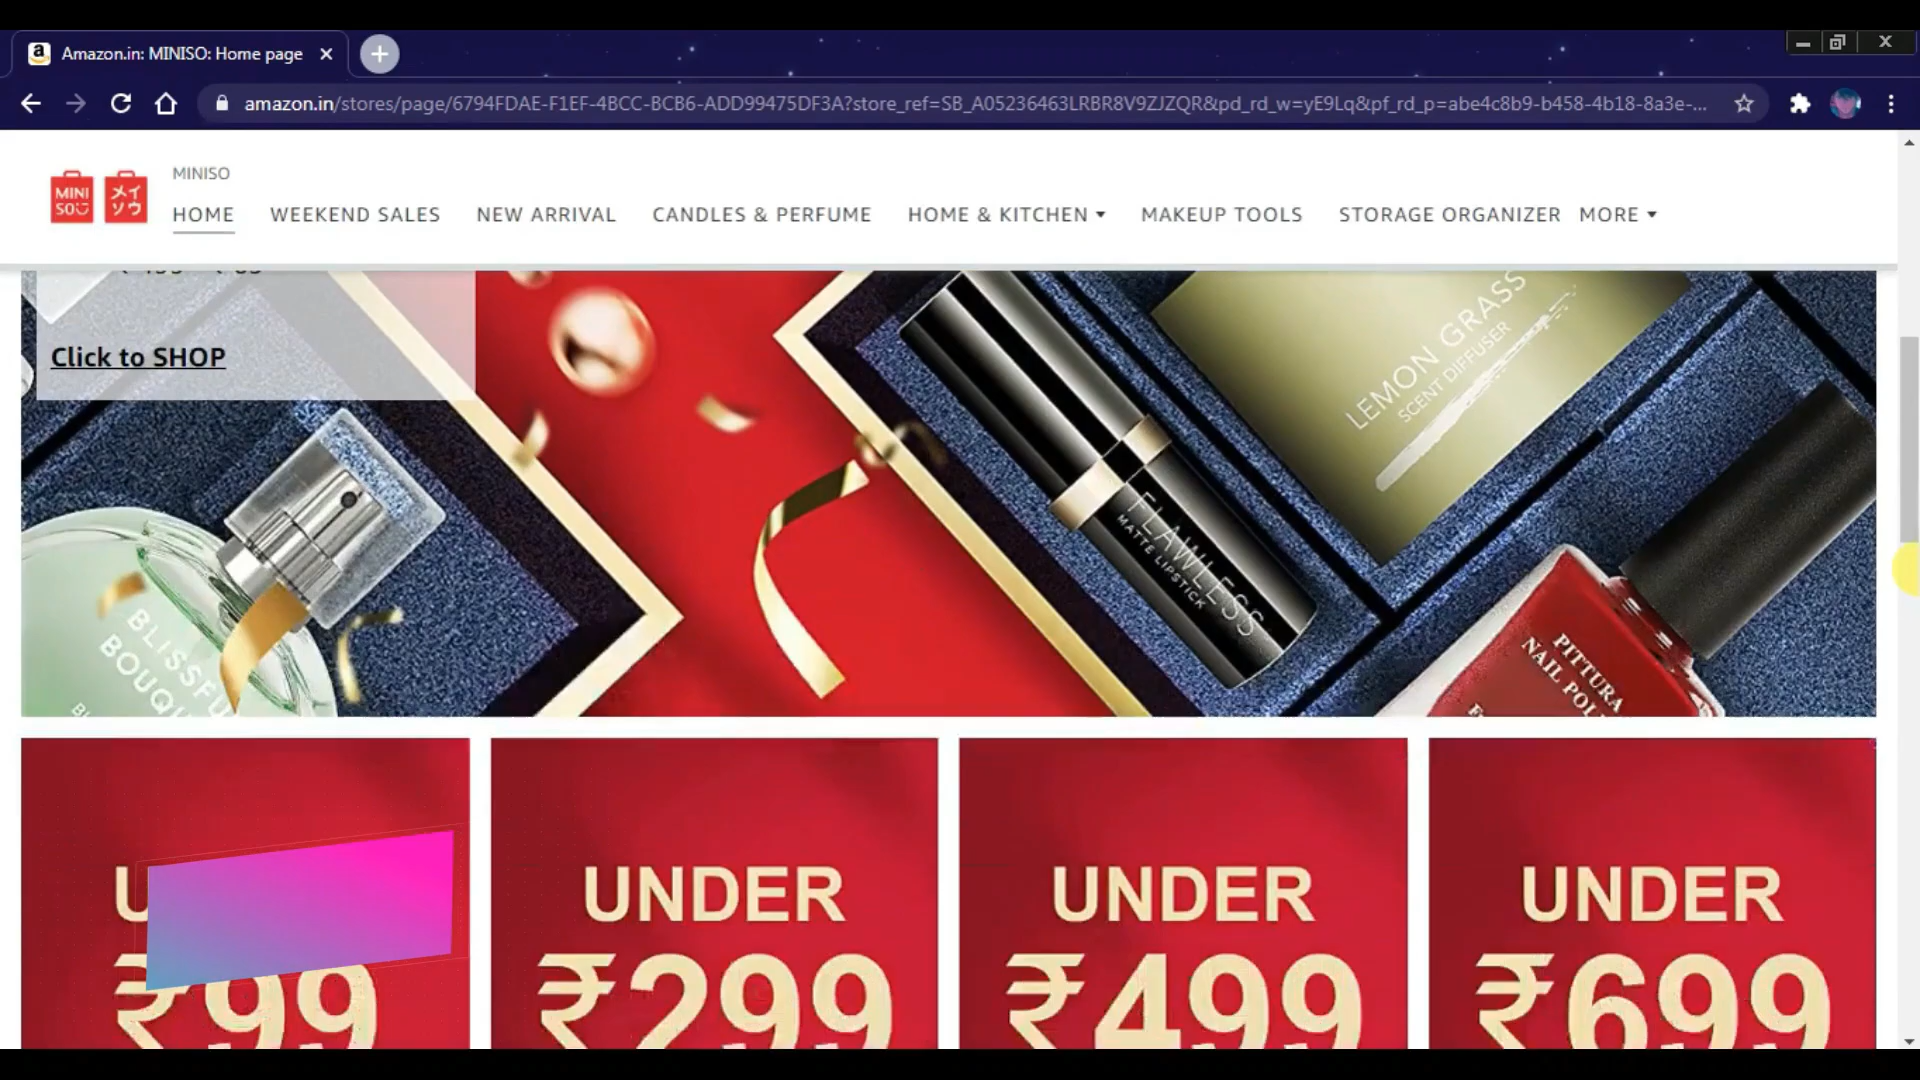 Amazon.in: MINISO: Home page
amazon.in/stores/page/6794FDAE-F1EF-4BCC-BCB6-ADD99475DF3A?store_ref=SB_A05236463LRBR8V9ZJZQR&pd_rd_w=yE9Lq&pf_rd_p=abe4c8b9-b458-4b18-8a3e-...
MINI
SO
メイ
ソウ
MINISO
HOME WEEKEND SALES NEW ARRIVAL CANDLES & PERFUME HOME & KITCHEN MAKEUP TOOLS STORAGE ORGANIZER MORE
Click to SHOP
LEMON GRASS
SCENT DIFFUSER
FLAWLESS
MATTE LIPSTICK
BLISSFU
BOUQU
PITTURA
NAIL POLI
U
₹99
UNDER
₹299
UNDER
₹499
UNDER
₹699